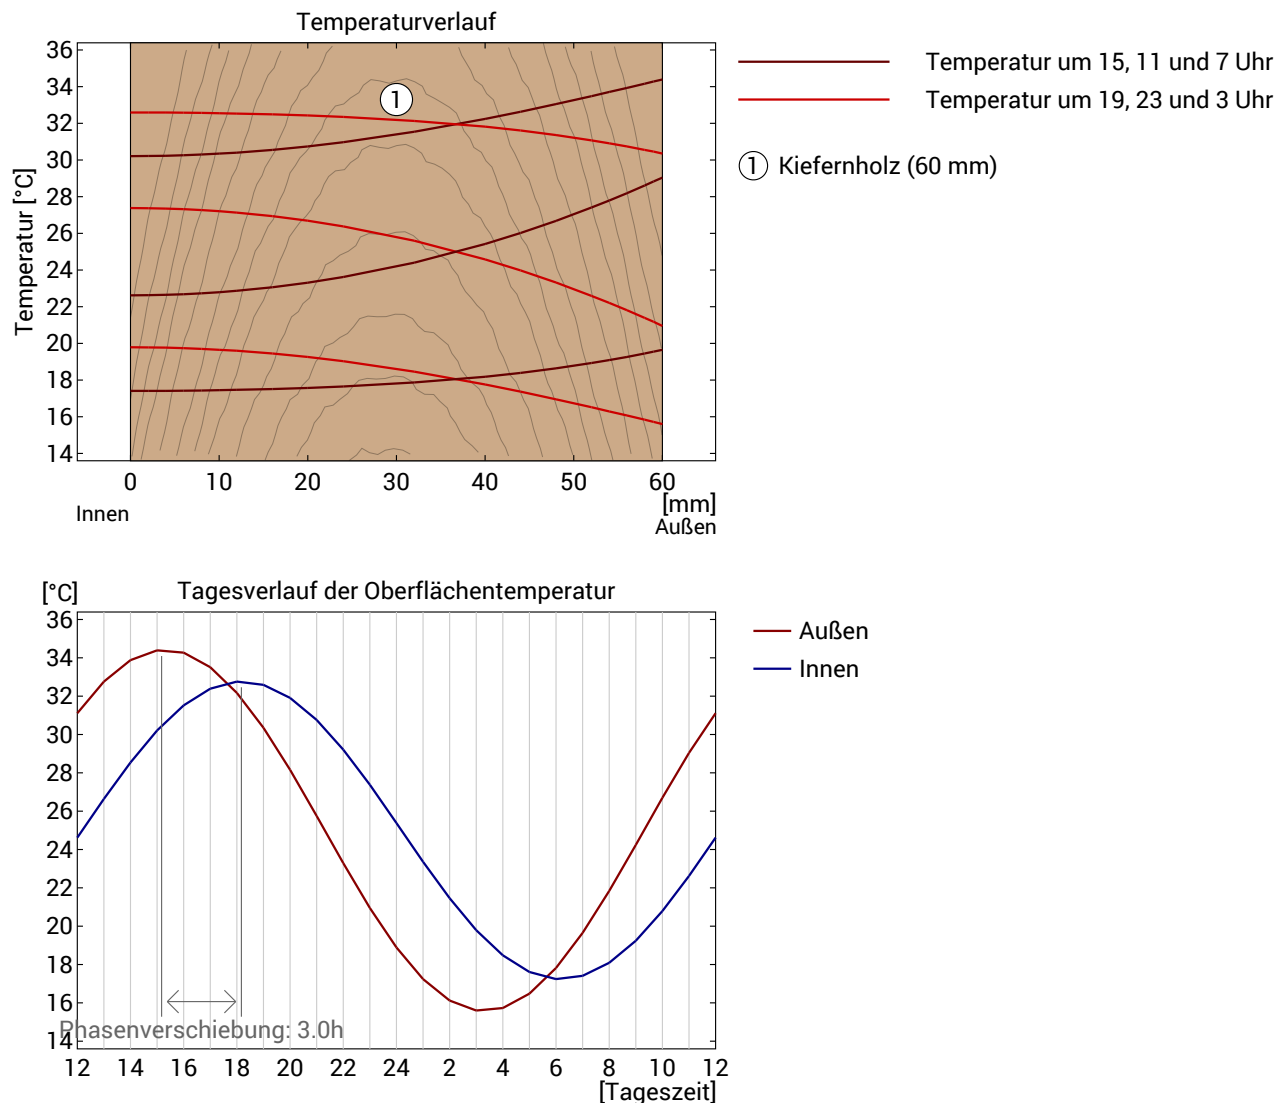 Temperaturverlauf
36
34
32
30
28
26
24
22
20
18
16
14
Temperatur [°C]
1
0 10 20 30 40 50 60
[mm]
Innen
Außen
Temperatur um 15, 11 und 7 Uhr
Temperatur um 19, 23 und 3 Uhr
1 Kiefernholz (60 mm)
[°C]
Tagesverlauf der Oberflächentemperatur
36
34
32
30
28
26
24
22
20
18
16
14
Phasenverschiebung: 3.0h
12 14 16 18 20 22 24 2 4 6 8 10 12
[Tageszeit]
Außen
Innen